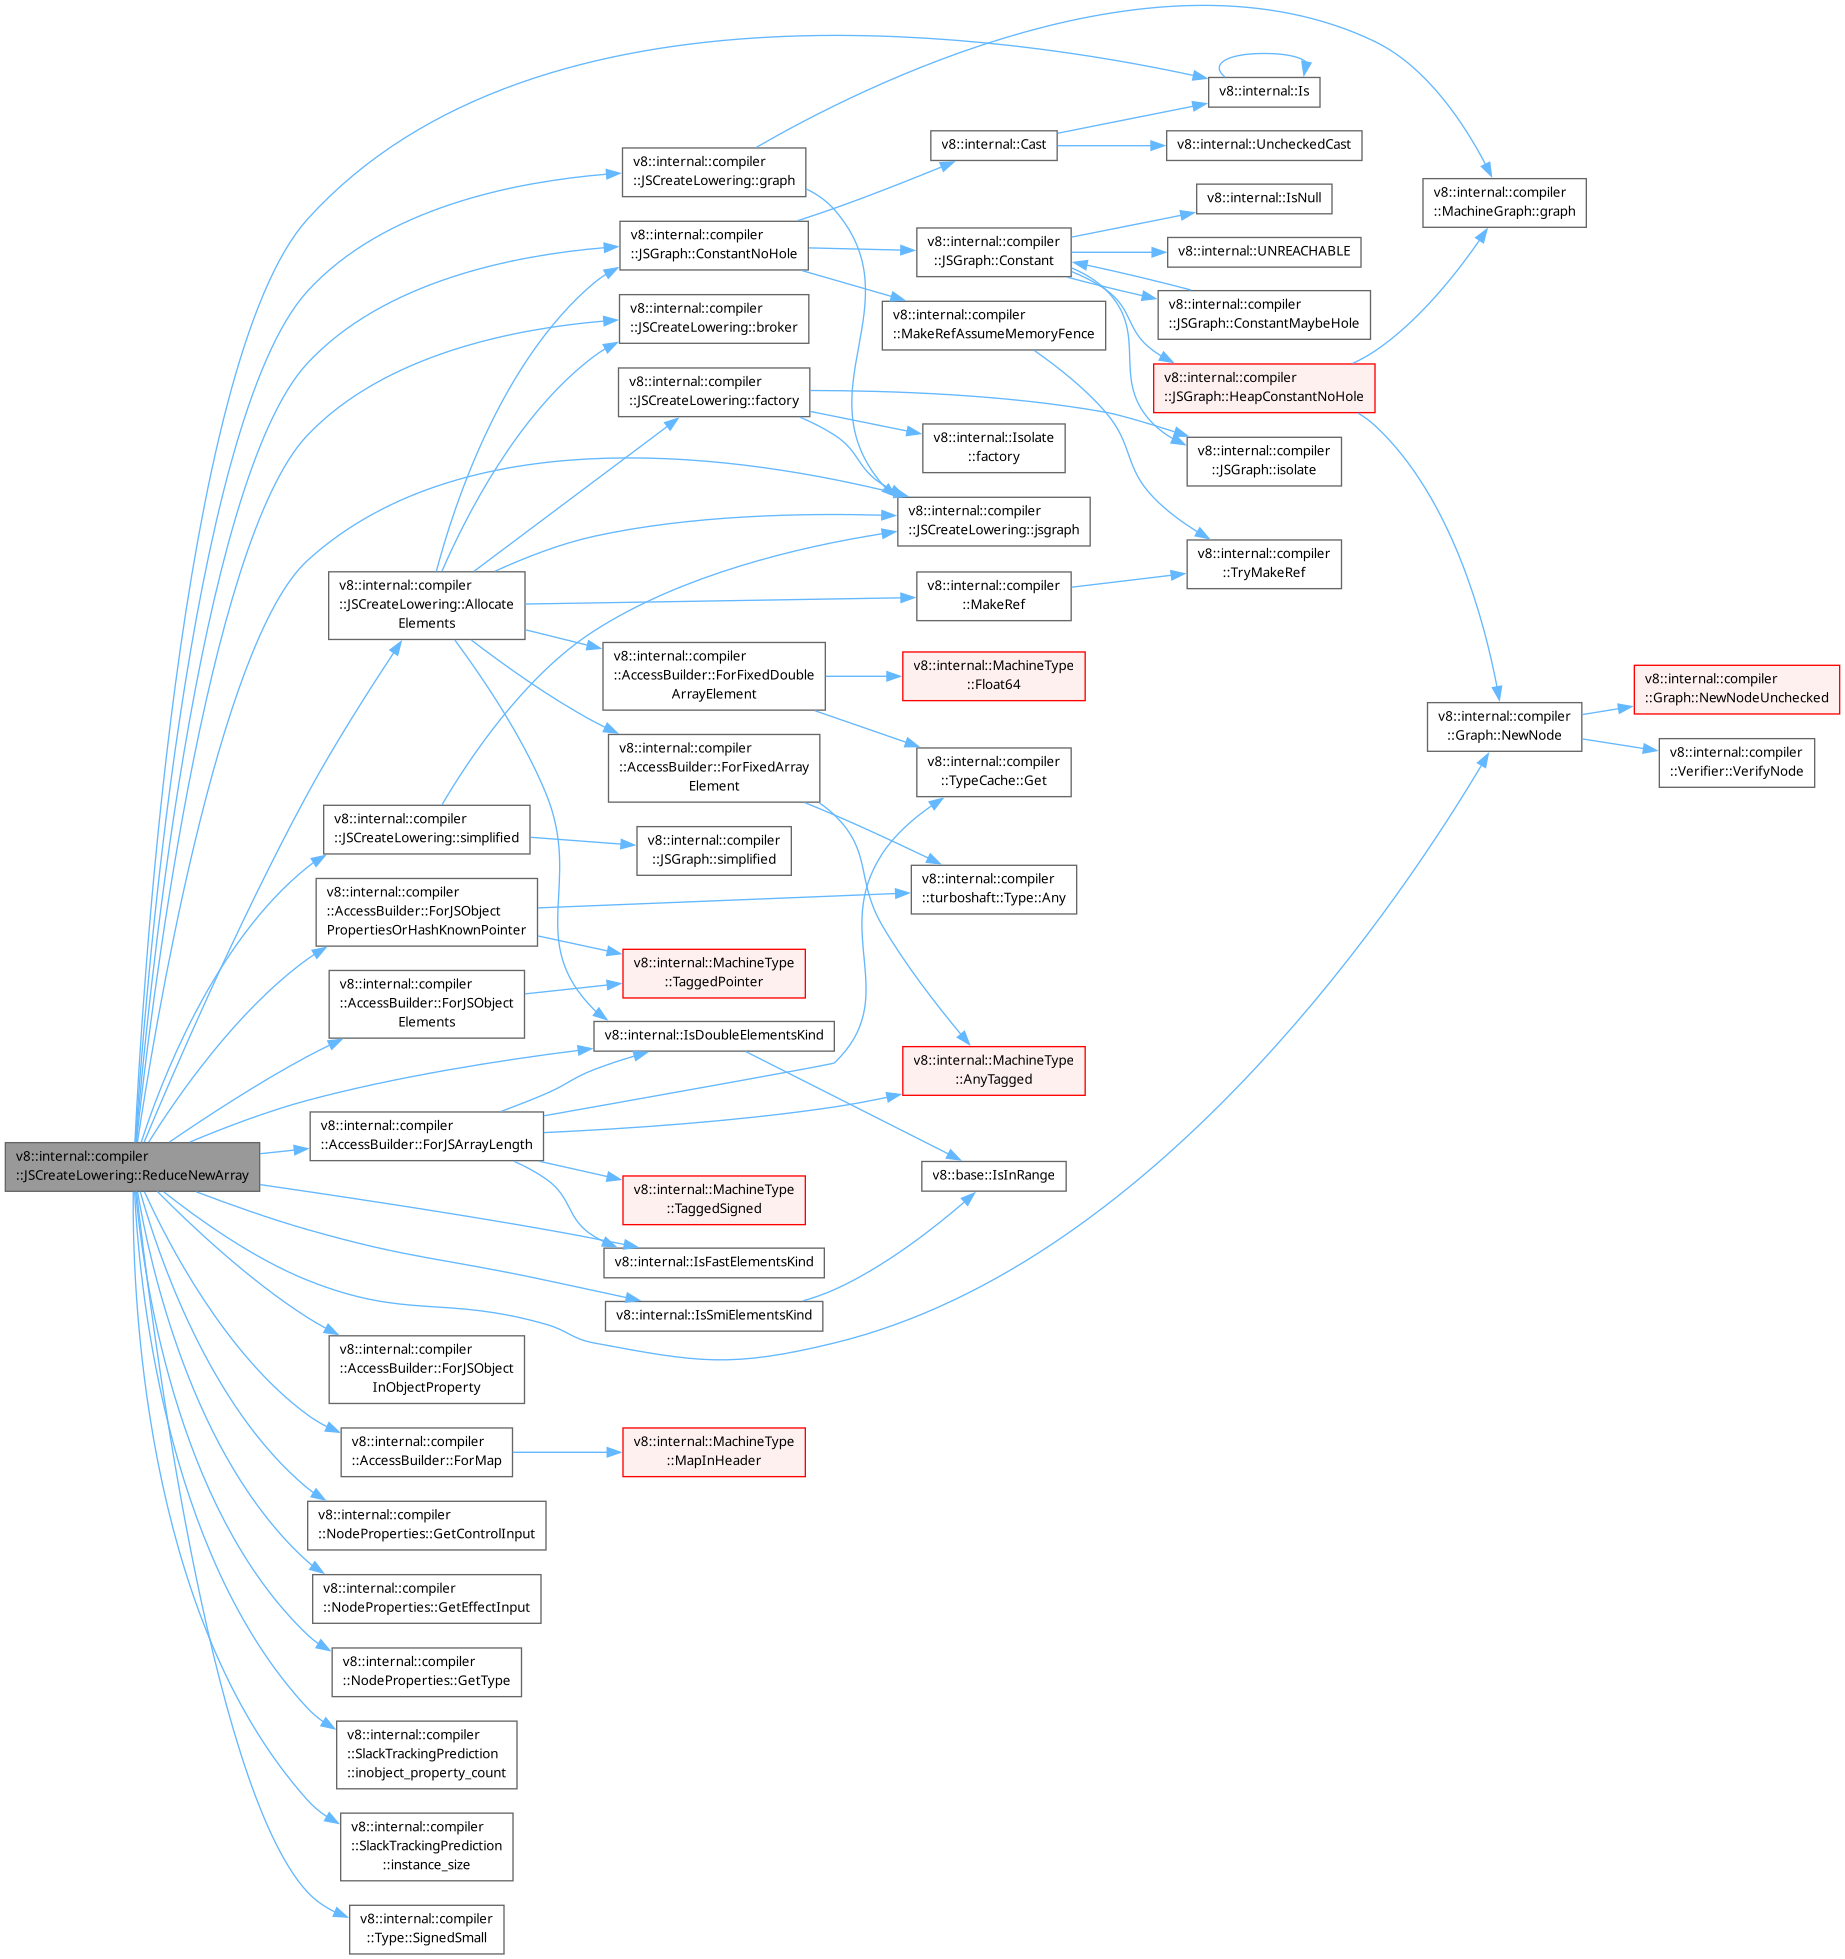 v8::internal::compiler
::JSCreateLowering::ReduceNewArray
v8::internal::compiler
::JSCreateLowering::Allocate
Elements
v8::internal::compiler
::JSCreateLowering::simplified
v8::internal::compiler
::AccessBuilder::ForJSObject
PropertiesOrHashKnownPointer
v8::internal::compiler
::AccessBuilder::ForJSObject
Elements
v8::internal::compiler
::AccessBuilder::ForJSArrayLength
v8::internal::compiler
::AccessBuilder::ForJSObject
InObjectProperty
v8::internal::compiler
::AccessBuilder::ForMap
v8::internal::compiler
::NodeProperties::GetControlInput
v8::internal::compiler
::NodeProperties::GetEffectInput
v8::internal::compiler
::NodeProperties::GetType
v8::internal::compiler
::SlackTrackingPrediction
::inobject_property_count
v8::internal::compiler
::SlackTrackingPrediction
::instance_size
v8::internal::compiler
::Type::SignedSmall
v8::internal::compiler
::JSCreateLowering::graph
v8::internal::compiler
::JSGraph::ConstantNoHole
v8::internal::compiler
::JSCreateLowering::broker
v8::internal::compiler
::JSCreateLowering::factory
v8::internal::compiler
::AccessBuilder::ForFixedDouble
ArrayElement
v8::internal::compiler
::AccessBuilder::ForFixedArray
Element
v8::internal::compiler
::JSGraph::simplified
v8::internal::MachineType
::TaggedPointer
v8::internal::IsDoubleElementsKind
v8::internal::MachineType
::TaggedSigned
v8::internal::IsFastElementsKind
v8::internal::IsSmiElementsKind
v8::internal::MachineType
::MapInHeader
v8::internal::Cast
v8::internal::compiler
::JSGraph::Constant
v8::internal::compiler
::MakeRefAssumeMemoryFence
v8::internal::Isolate
::factory
v8::internal::compiler
::JSCreateLowering::jsgraph
v8::internal::compiler
::MakeRef
v8::internal::MachineType
::Float64
v8::internal::compiler
::TypeCache::Get
v8::internal::compiler
::turboshaft::Type::Any
v8::internal::MachineType
::AnyTagged
v8::base::IsInRange
v8::internal::Is
v8::internal::UncheckedCast
v8::internal::IsNull
v8::internal::UNREACHABLE
v8::internal::compiler
::JSGraph::ConstantMaybeHole
v8::internal::compiler
::JSGraph::HeapConstantNoHole
v8::internal::compiler
::JSGraph::isolate
v8::internal::compiler
::TryMakeRef
v8::internal::compiler
::MachineGraph::graph
v8::internal::compiler
::Graph::NewNode
v8::internal::compiler
::Graph::NewNodeUnchecked
v8::internal::compiler
::Verifier::VerifyNode